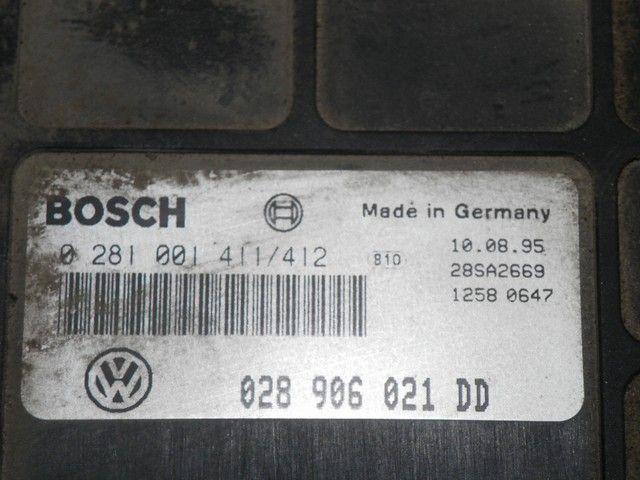 BOSCH
Made in Germany
0 281 001 411/412
810
10.08.95
28SA2669
1258 0647
VW
028 906 021 DD